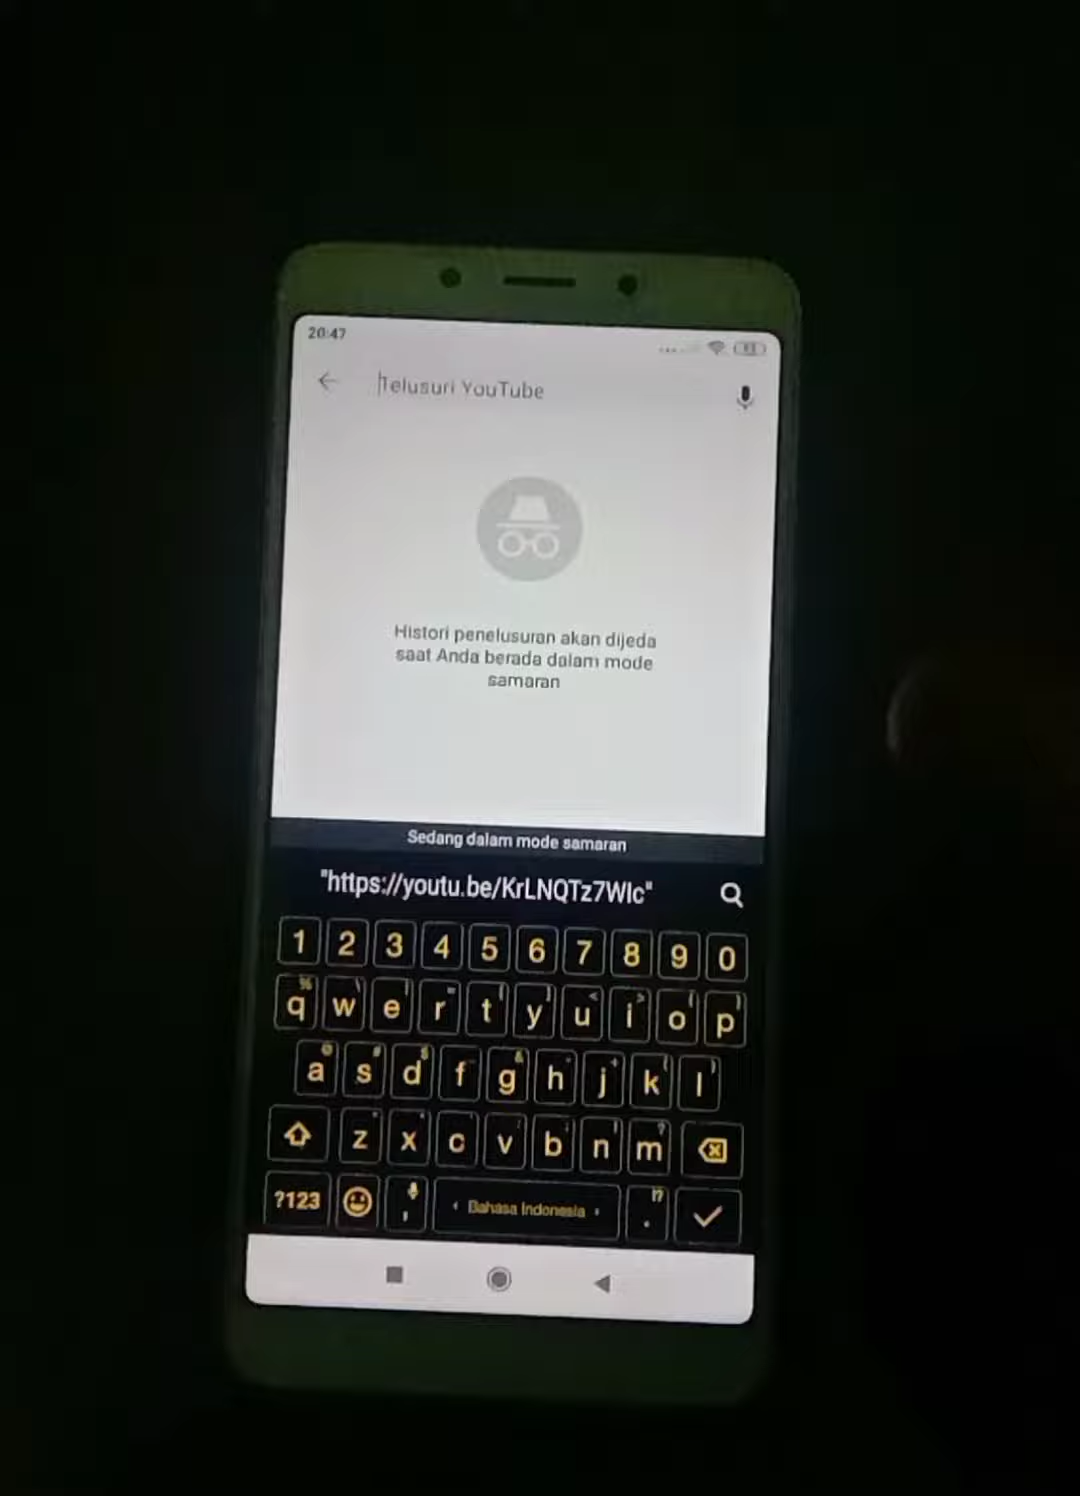 20:47
Telusuri YouTube
Histori penelusuran akan dijeda
saat Anda berada dalam mode
samaran
Sedang dalam mode samaran
"https://youtu.be/KrLNQTz7WIc"
1 2 3 4 5 6 7 8 9 0
q w e r t y u i o p
a s d f g h j k l
z x c v b n m
?123 , Bahasa Indonesia . !?